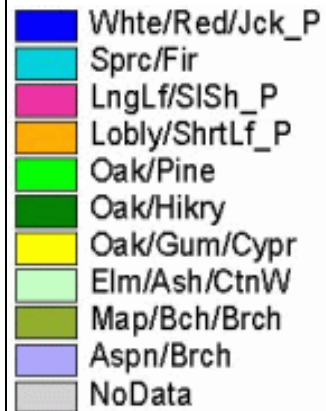 Whte/Red/Jck_P
Sprc/Fir
LngLf/SlSh_P
Lobly/ShrtLf_P
Oak/Pine
Oak/Hikry
Oak/Gum/Cypr
Elm/Ash/CtnW
Map/Bch/Brch
Aspn/Brch
NoData